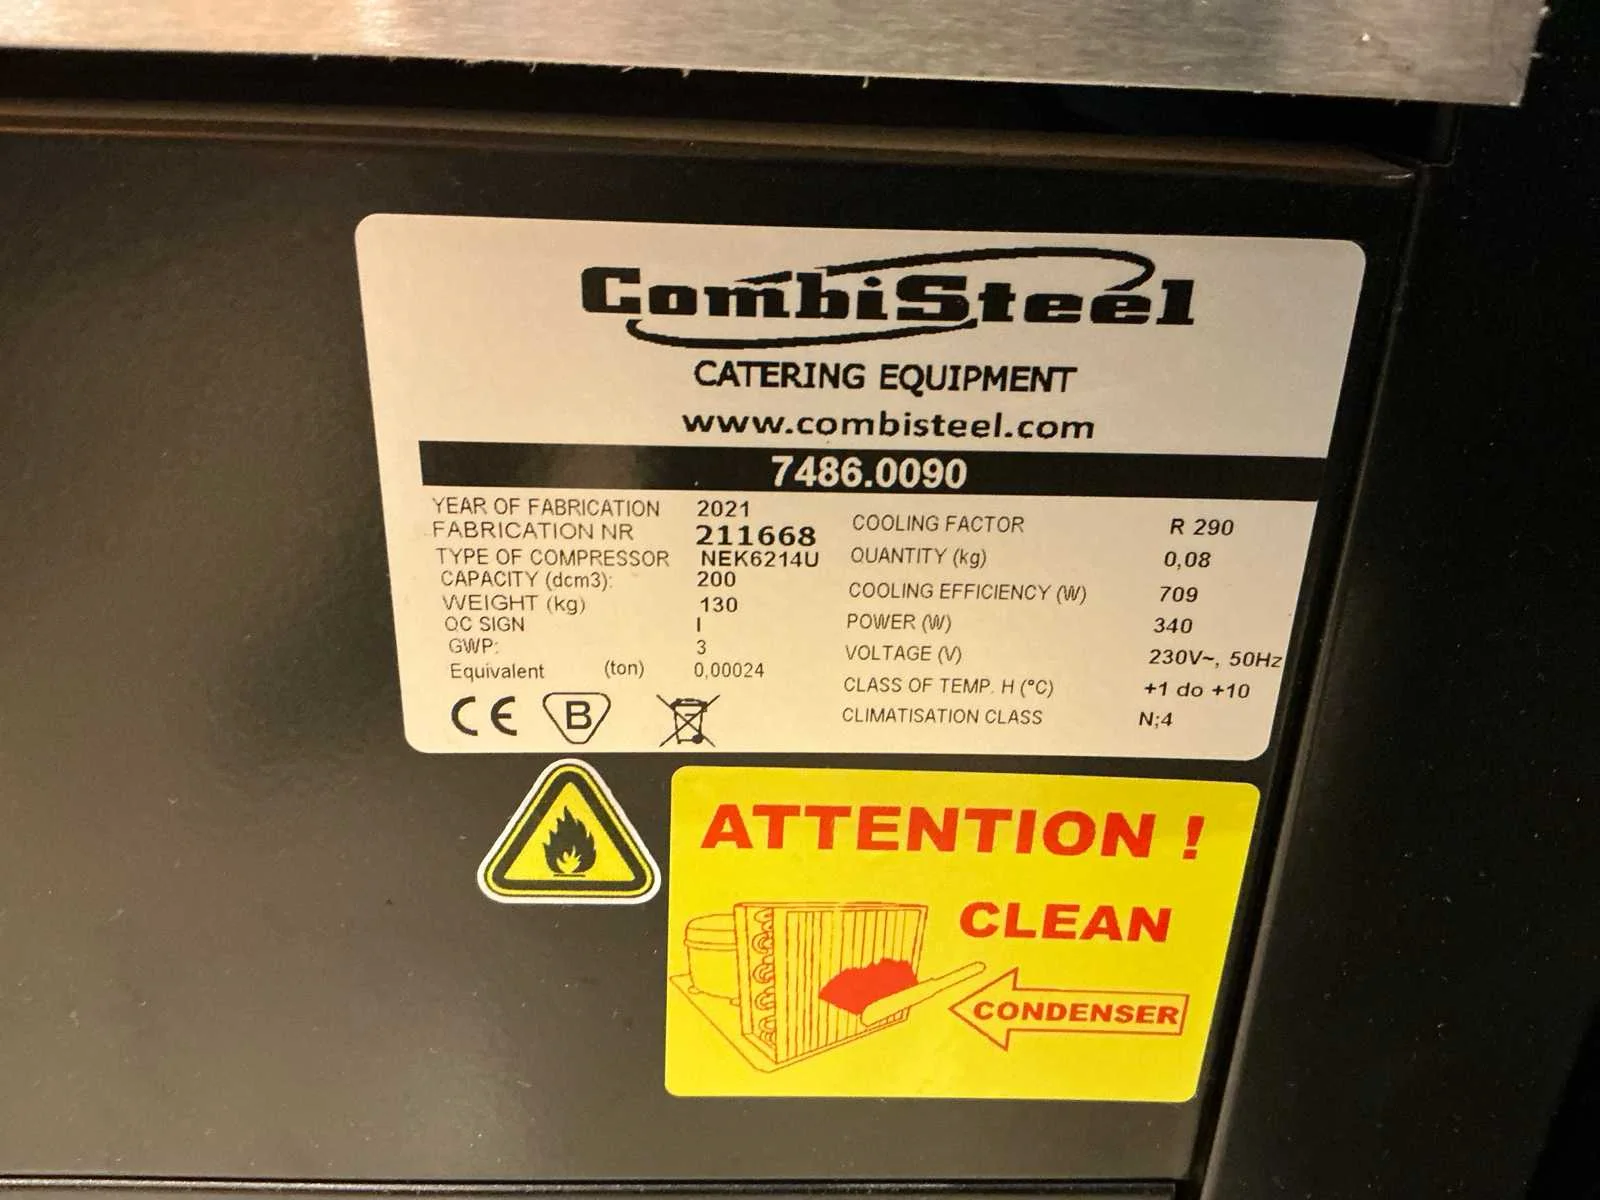 CombiSteel
CATERING EQUIPMENT
www.combisteel.com
7486.0090
YEAR OF FABRICATION 2021
FABRICATION NR 211668
TYPE OF COMPRESSOR NEK6214U
CAPACITY (dcm3): 200
WEIGHT (kg) 130
QC SIGN I
GWP: 3
Equivalent (ton) 0,00024
COOLING FACTOR R 290
QUANTITY (kg) 0,08
COOLING EFFICIENCY (W) 709
POWER (W) 340
VOLTAGE (V) 230V~, 50Hz
CLASS OF TEMP. H (°C) +1 do +10
CLIMATISATION CLASS N;4
CE B
ATTENTION !
CLEAN
CONDENSER